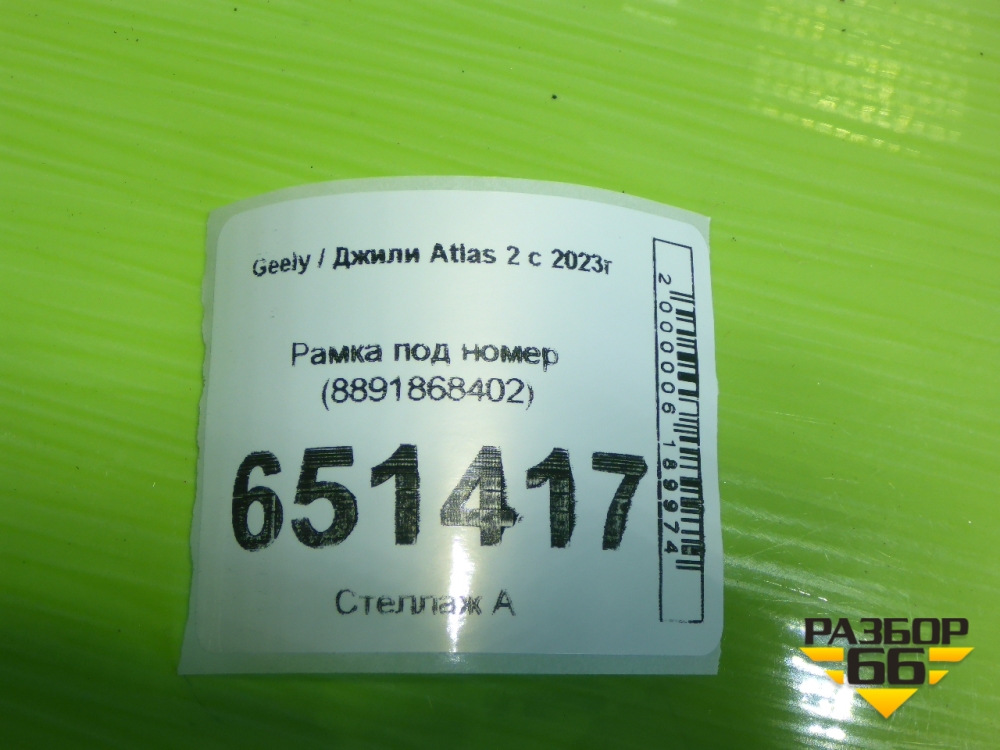 Geely / Джили Atlas 2 с 2023г
Рамка под номер
(8891868402)
651417
Стеллаж А
2000006189974
РАЗБОР
66